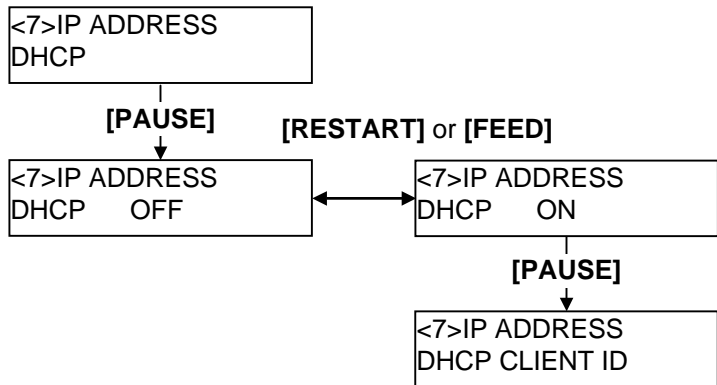 <7>IP ADDRESS
DHCP
[PAUSE]
[RESTART] or [FEED]
<7>IP ADDRESS
DHCP OFF
<7>IP ADDRESS
DHCP ON
[PAUSE]
<7>IP ADDRESS
DHCP CLIENT ID